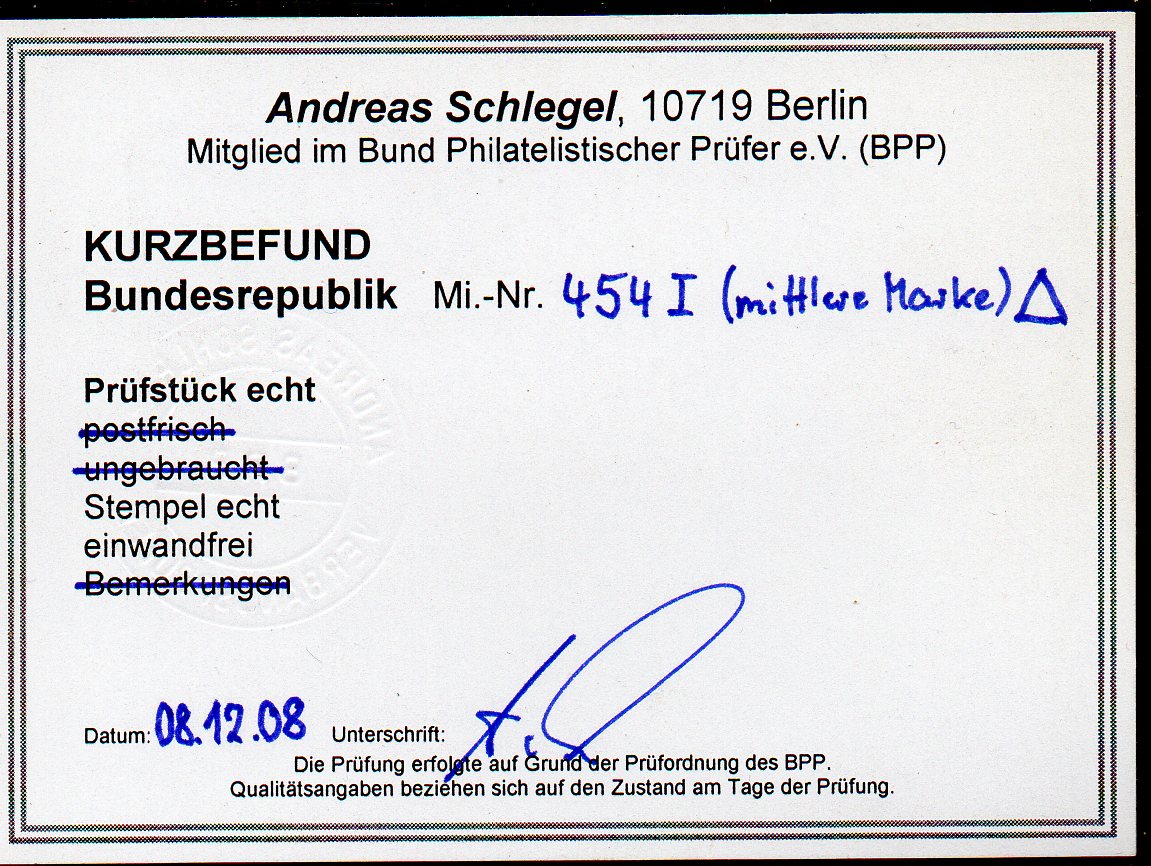 Andreas Schlegel, 10719 Berlin
Mitglied im Bund Philatelistischer Prüfer e.V. (BPP)
KURZBEFUND
Bundesrepublik Mi.-Nr. 454 I (mittlere Marke) △
Prüfstück echt
postfrisch
ungebraucht
Stempel echt
einwandfrei
Bemerkungen
Datum: 08.12.08 Unterschrift:
Die Prüfung erfolgte auf Grund der Prüfordnung des BPP.
Qualitätsangaben beziehen sich auf den Zustand am Tage der Prüfung.